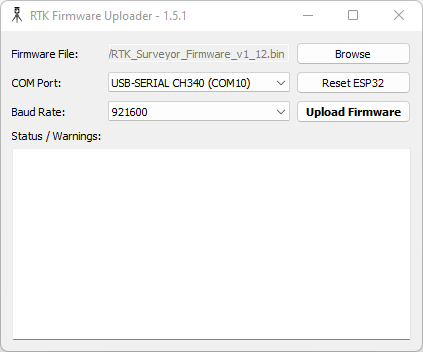 RTK Firmware Uploader - 1.5.1
Firmware File: /RTK_Surveyor_Firmware_v1_12.bin Browse
COM Port: USB-SERIAL CH340 (COM10) Reset ESP32
Baud Rate: 921600 Upload Firmware
Status / Warnings: